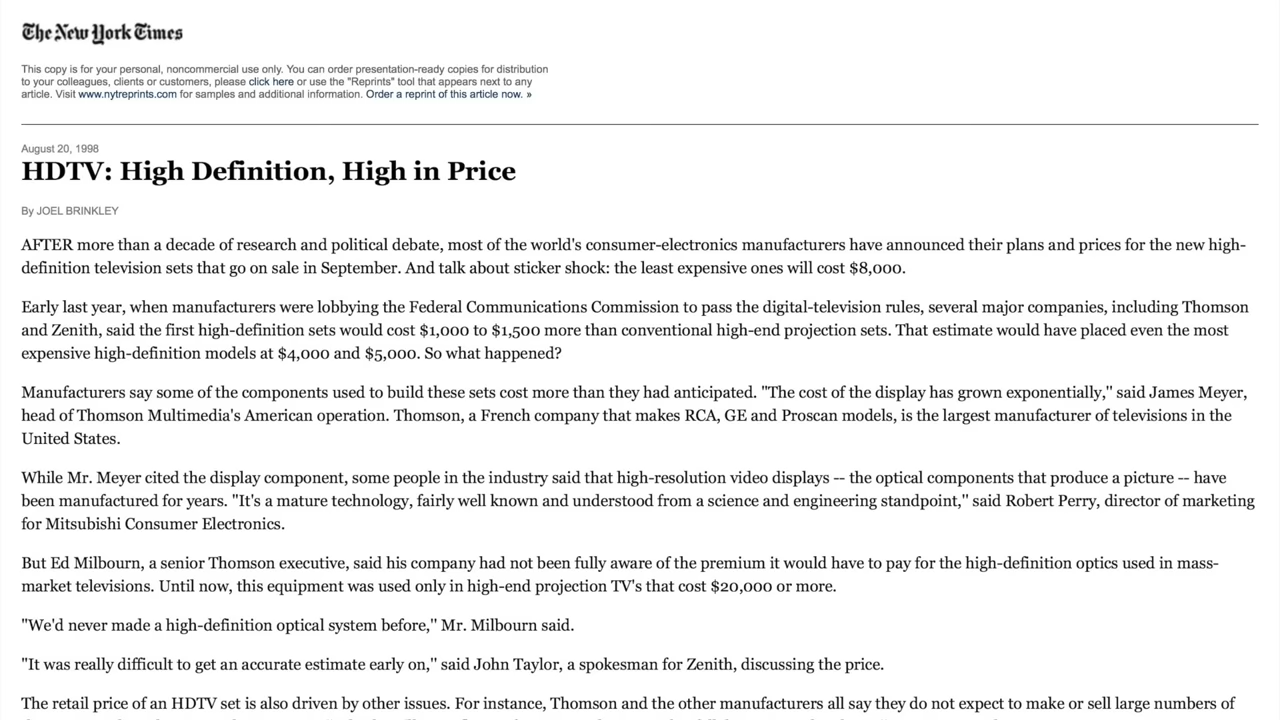 The New York Times
This copy is for your personal, noncommercial use only. You can order presentation-ready copies for distribution
to your colleagues, clients or customers, please click here or use the "Reprints" tool that appears next to any
article. Visit www.nytreprints.com for samples and additional information. Order a reprint of this article now. »
August 20, 1998
HDTV: High Definition, High in Price
By JOEL BRINKLEY
AFTER more than a decade of research and political debate, most of the world's consumer-electronics manufacturers have announced their plans and prices for the new high-
definition television sets that go on sale in September. And talk about sticker shock: the least expensive ones will cost $8,000.
Early last year, when manufacturers were lobbying the Federal Communications Commission to pass the digital-television rules, several major companies, including Thomson
and Zenith, said the first high-definition sets would cost $1,000 to $1,500 more than conventional high-end projection sets. That estimate would have placed even the most
expensive high-definition models at $4,000 and $5,000. So what happened?
Manufacturers say some of the components used to build these sets cost more than they had anticipated. "The cost of the display has grown exponentially,'' said James Meyer,
head of Thomson Multimedia's American operation. Thomson, a French company that makes RCA, GE and Proscan models, is the largest manufacturer of televisions in the
United States.
While Mr. Meyer cited the display component, some people in the industry said that high-resolution video displays -- the optical components that produce a picture -- have
been manufactured for years. "It's a mature technology, fairly well known and understood from a science and engineering standpoint,'' said Robert Perry, director of marketing
for Mitsubishi Consumer Electronics.
But Ed Milbourn, a senior Thomson executive, said his company had not been fully aware of the premium it would have to pay for the high-definition optics used in mass-
market televisions. Until now, this equipment was used only in high-end projection TV's that cost $20,000 or more.
"We'd never made a high-definition optical system before,'' Mr. Milbourn said.
"It was really difficult to get an accurate estimate early on,'' said John Taylor, a spokesman for Zenith, discussing the price.
The retail price of an HDTV set is also driven by other issues. For instance, Thomson and the other manufacturers all say they do not expect to make or sell large numbers of